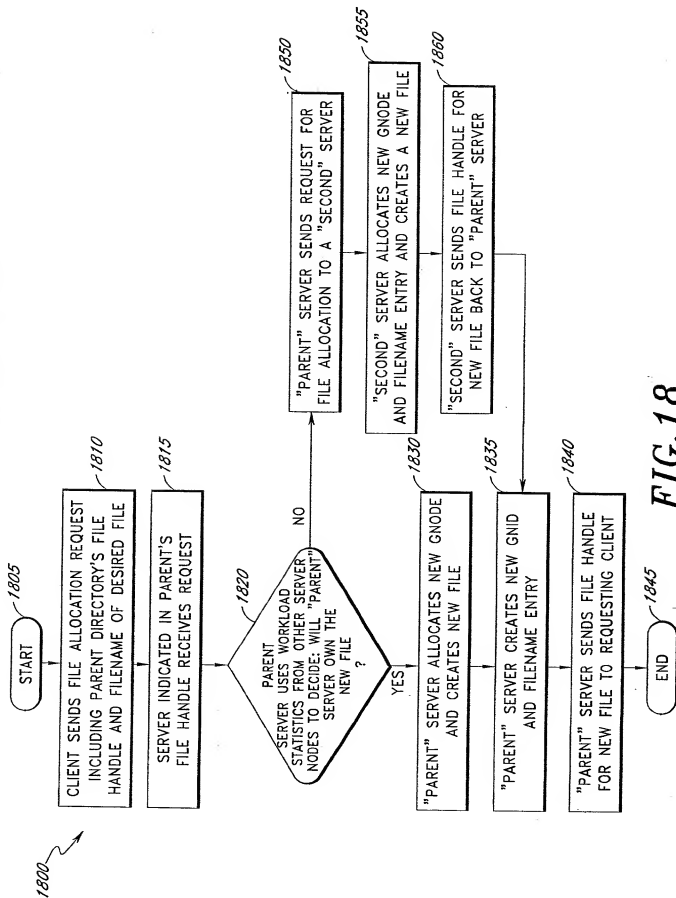 1800
START
1805
CLIENT SENDS FILE ALLOCATION REQUEST
INCLUDING PARENT DIRECTORY'S FILE
HANDLE AND FILENAME OF DESIRED FILE
1810
SERVER INDICATED IN PARENT'S
FILE HANDLE RECEIVES REQUEST
1815
PARENT
SERVER USES WORKLOAD
STATISTICS FROM OTHER SERVER
NODES TO DECIDE: WILL "PARENT"
SERVER OWN THE
NEW FILE
?
1820
NO
YES
"PARENT" SERVER ALLOCATES NEW GNODE
AND CREATES NEW FILE
1830
"PARENT" SERVER CREATES NEW GNID
AND FILENAME ENTRY
1835
"PARENT" SERVER SENDS FILE HANDLE
FOR NEW FILE TO REQUESTING CLIENT
1840
END
1845
"PARENT" SERVER SENDS REQUEST FOR
FILE ALLOCATION TO A "SECOND" SERVER
1850
"SECOND" SERVER ALLOCATES NEW GNODE
AND FILENAME ENTRY AND CREATES A NEW FILE
1855
"SECOND" SERVER SENDS FILE HANDLE FOR
NEW FILE BACK TO "PARENT" SERVER
1860
FIG. 18